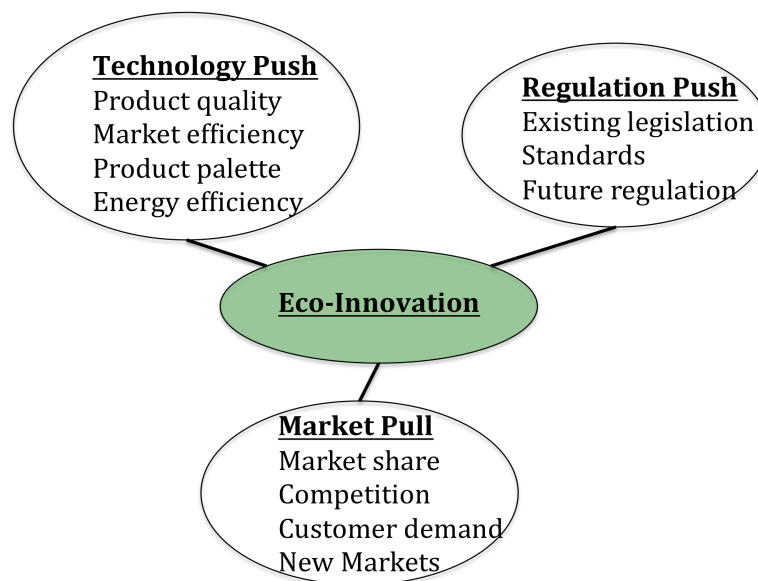 Technology Push
Product quality
Market efficiency
Product palette
Energy efficiency
Regulation Push
Existing legislation
Standards
Future regulation
Eco-Innovation
Market Pull
Market share
Competition
Customer demand
New Markets